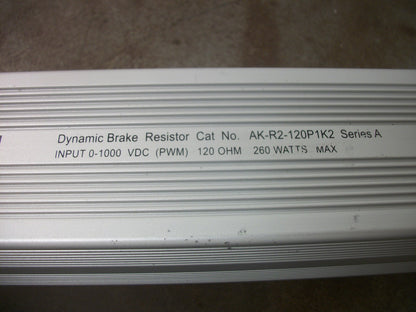 Dynamic Brake Resistor Cat No. AK-R2-120P1K2 Series A
INPUT 0-1000 VDC (PWM) 120 OHM 260 WATTS MAX